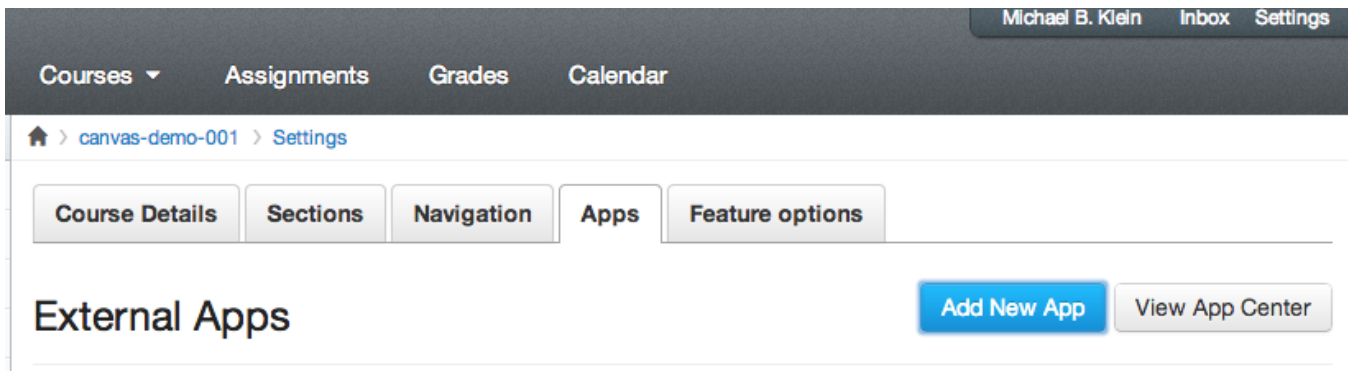 Michael B. Klein Inbox Settings
Courses Assignments Grades Calendar
canvas-demo-001 Settings
Course Details Sections Navigation Apps Feature options
External Apps Add New App View App Center